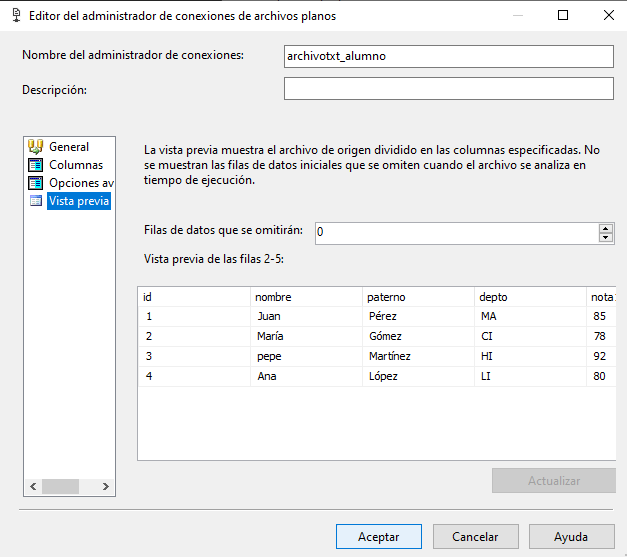 Editor del administrador de conexiones de archivos planos
Nombre del administrador de conexiones:
archivotxt_alumno
Descripción:
General
Columnas
Opciones av
Vista previa
La vista previa muestra el archivo de origen dividido en las columnas especificadas. No
se muestran las filas de datos iniciales que se omiten cuando el archivo se analiza en
tiempo de ejecución.
Filas de datos que se omitirán:
0
Vista previa de las filas 2-5:
id nombre paterno depto nota
1 Juan Pérez MA 85
2 María Gómez CI 78
3 pepe Martínez HI 92
4 Ana López LI 80
Actualizar
Aceptar Cancelar Ayuda